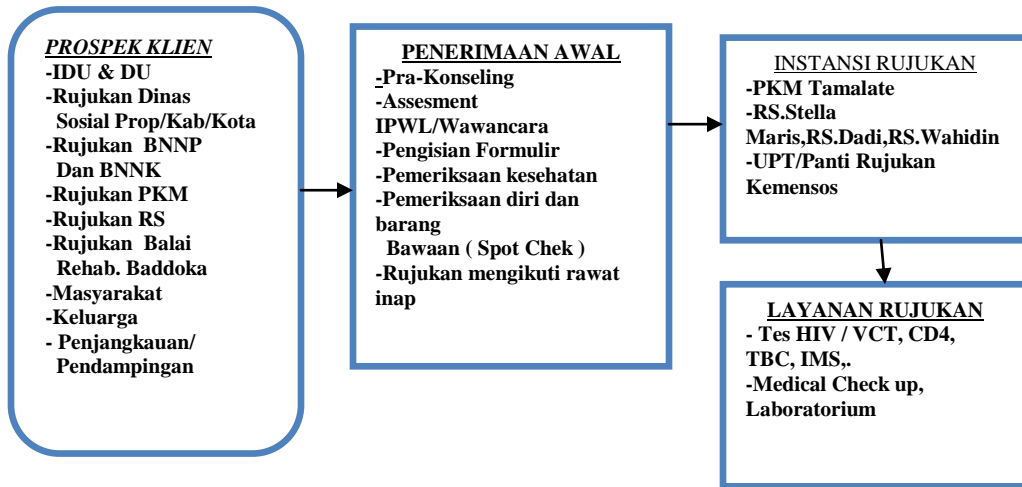 PROSPEK KLIEN
-IDU & DU
-Rujukan Dinas
Sosial Prop/Kab/Kota
-Rujukan BNNP
Dan BNNK
-Rujukan PKM
-Rujukan RS
-Rujukan Balai
Rehab. Baddoka
-Masyarakat
-Keluarga
- Penjangkauan/
Pendampingan
PENERIMAAN AWAL
-Pra-Konseling
-Assesment
IPWL/Wawancara
-Pengisian Formulir
-Pemeriksaan kesehatan
-Pemeriksaan diri dan
barang
Bawaan ( Spot Chek )
-Rujukan mengikuti rawat
inap
INSTANSI RUJUKAN
-PKM Tamalate
-RS.Stella
Maris,RS.Dadi,RS.Wahidin
-UPT/Panti Rujukan
Kemensos
LAYANAN RUJUKAN
- Tes HIV / VCT, CD4,
TBC, IMS,.
-Medical Check up,
Laboratorium